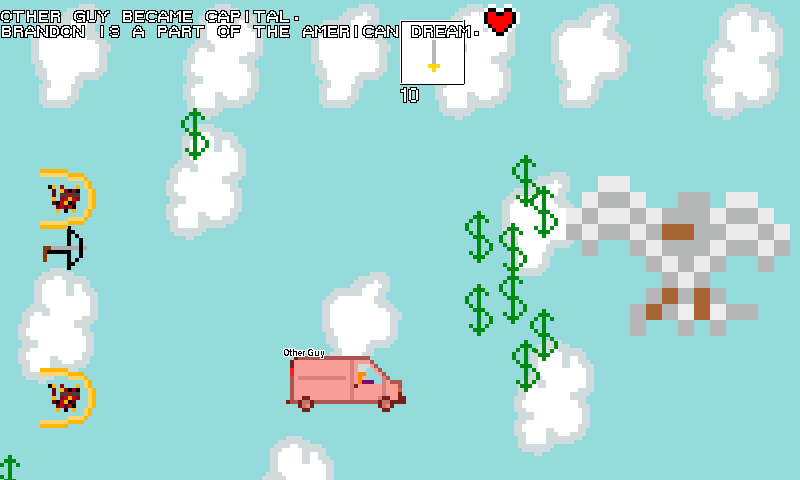 OTHER GUY BECAME CAPITAL.
BRANDON IS A PART OF THE AMERICAN DREAM.
10
Other Guy